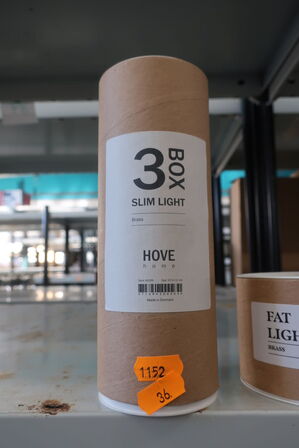 3 BOX
SLIM LIGHT
Brass
HOVE
home
Made in Denmark
1152
36.
FAT
LIGH
BRASS